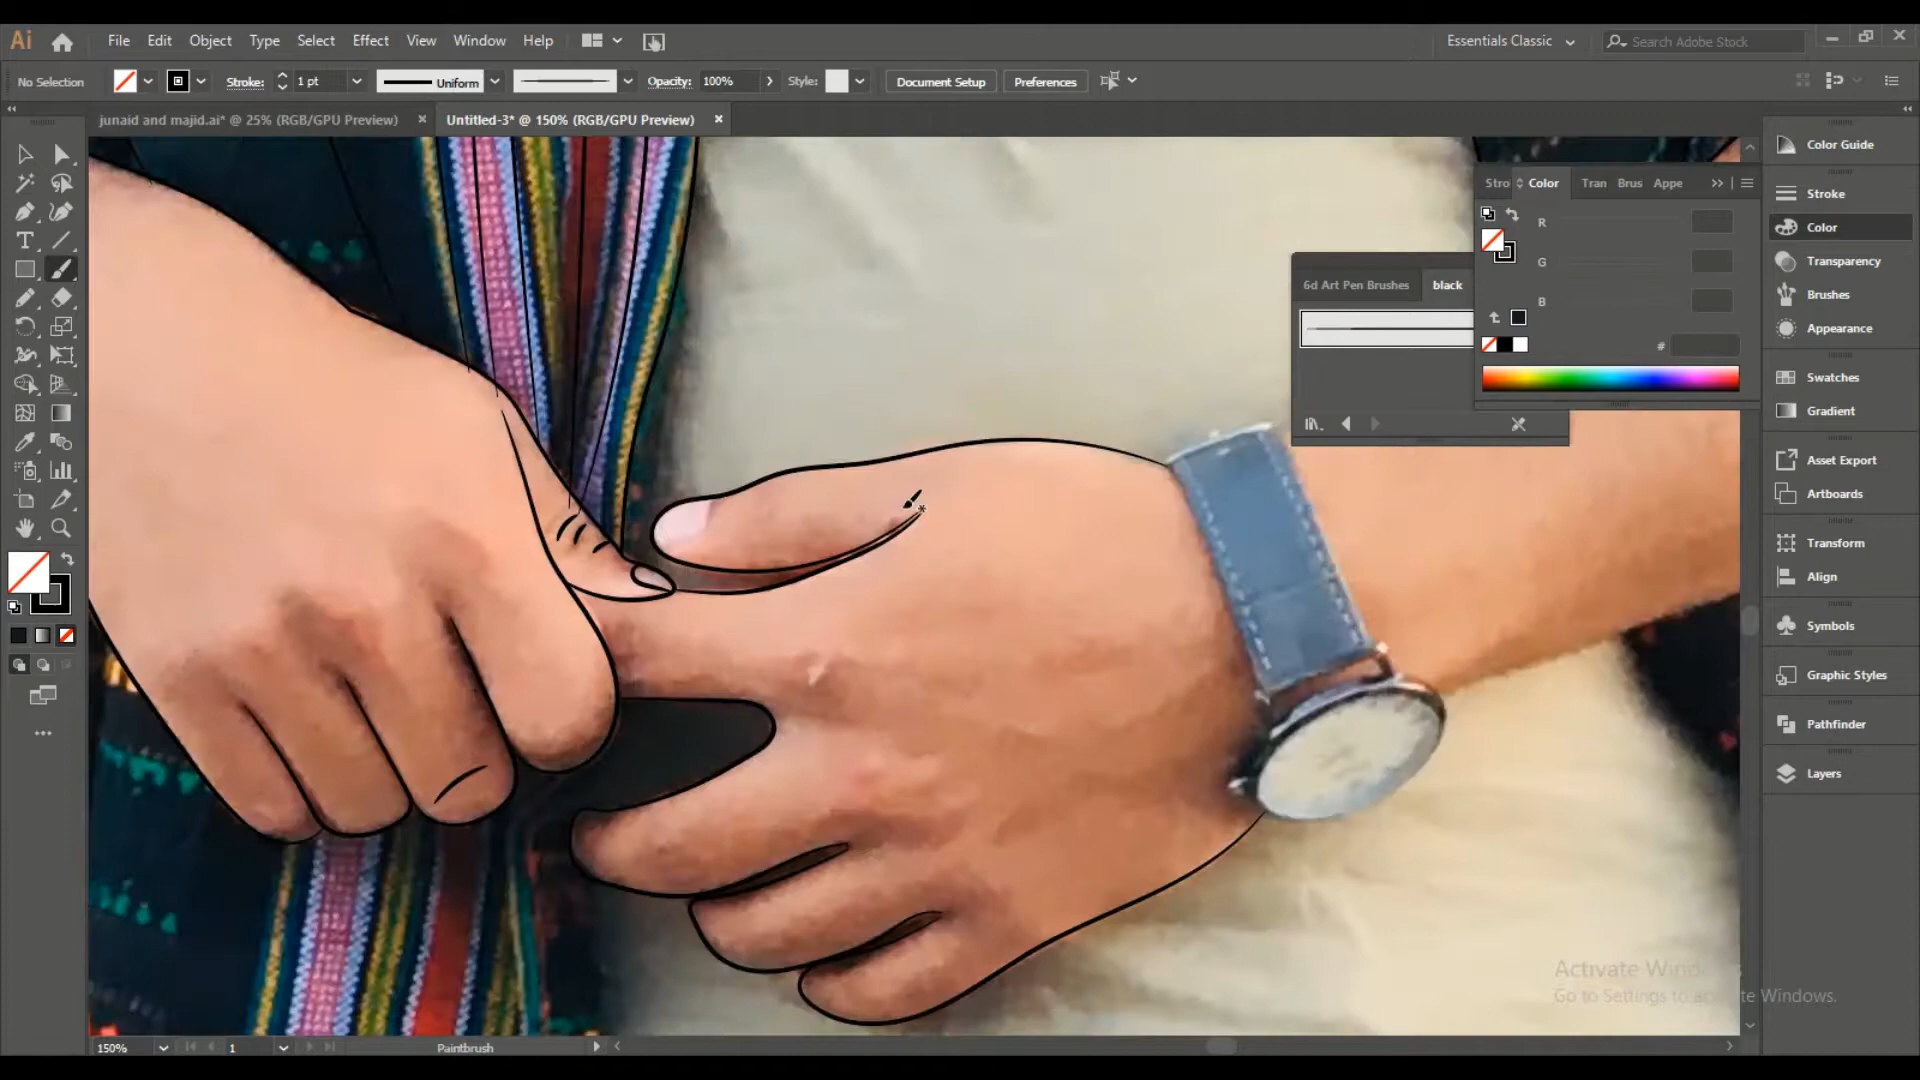 Ai File Edit Object Type Select Effect View Window Help Essentials Classic Search Adobe Stock
No Selection Stroke: 1 pt Uniform Opacity: 100% Style: Document Setup Preferences
junaid and majid.ai* @ 25% (RGB/GPU Preview) × Untitled-3* @ 150% (RGB/GPU Preview) ×
Color Guide
Stro Color Tran Brus Appe
Stroke
R
Color
G
Transparency
6d Art Pen Brushes black
Brushes
B
Appearance
#
Swatches
Gradient
Asset Export
Artboards
Transform
Align
Symbols
Graphic Styles
Pathfinder
Layers
Activate Windows
Go to Settings to activate Windows.
150% 1 Paintbrush